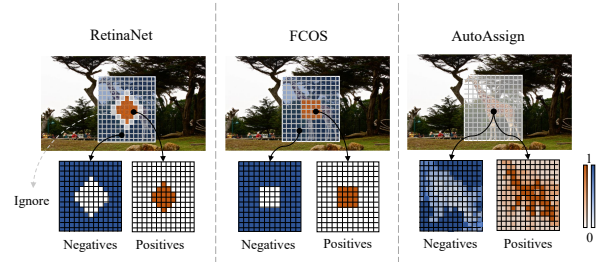 RetinaNet
FCOS
AutoAssign
Ignore
Negatives
Positives
Negatives
Positives
Negatives
Positives
1
0